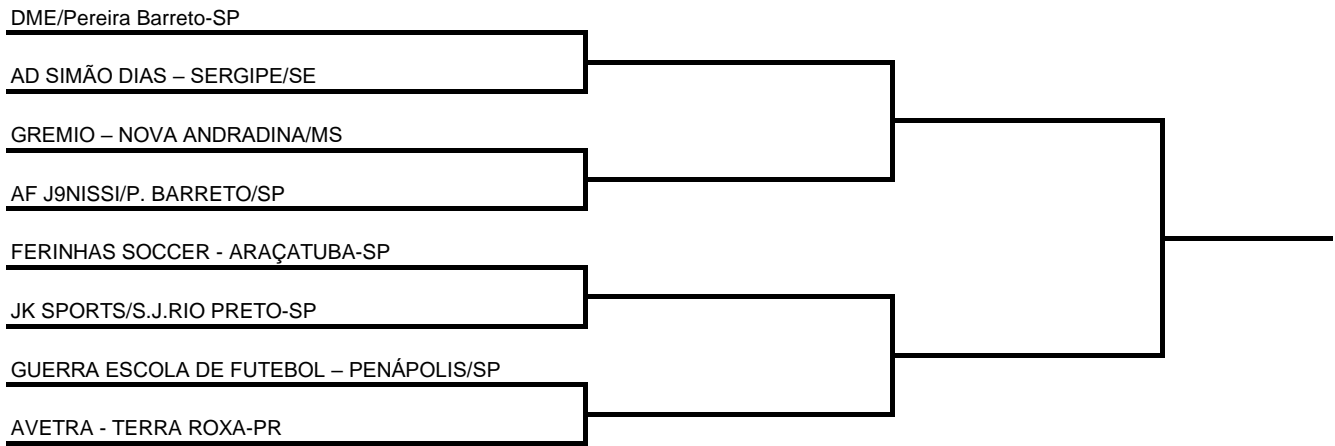 DME/Pereira Barreto-SP
AD SIMÃO DIAS – SERGIPE/SE
GREMIO – NOVA ANDRADINA/MS
AF J9NISSI/P. BARRETO/SP
FERINHAS SOCCER - ARAÇATUBA-SP
JK SPORTS/S.J.RIO PRETO-SP
GUERRA ESCOLA DE FUTEBOL – PENÁPOLIS/SP
AVETRA - TERRA ROXA-PR